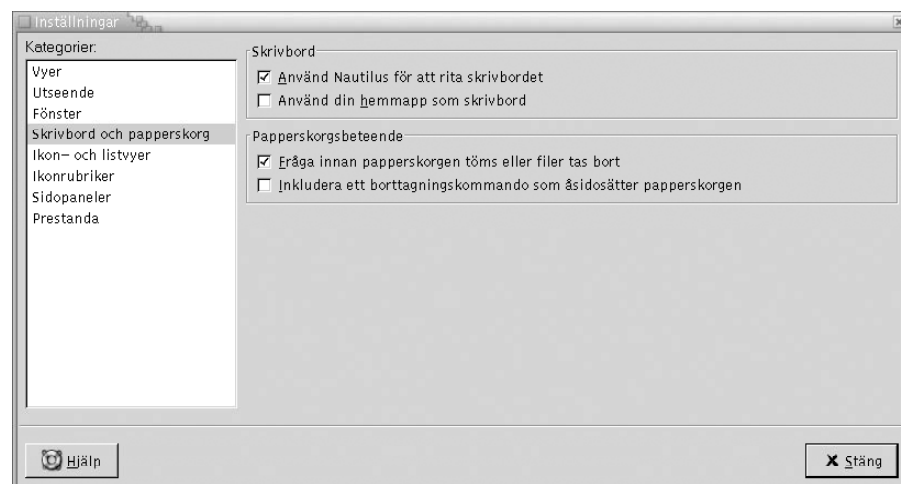 Inställningar
Kategorier:
Vyer
Utseende
Fönster
Skrivbord och papperskorg
Ikon- och listvyer
Ikonrubriker
Sidopaneler
Prestanda
Skrivbord
Använd Nautilus för att rita skrivbordet
Använd din hemmapp som skrivbord
Papperskorgsbeteende
Fråga innan papperskorgen töms eller filer tas bort
Inkludera ett borttagningskommando som åsidosätter papperskorgen
Hjälp
Stäng